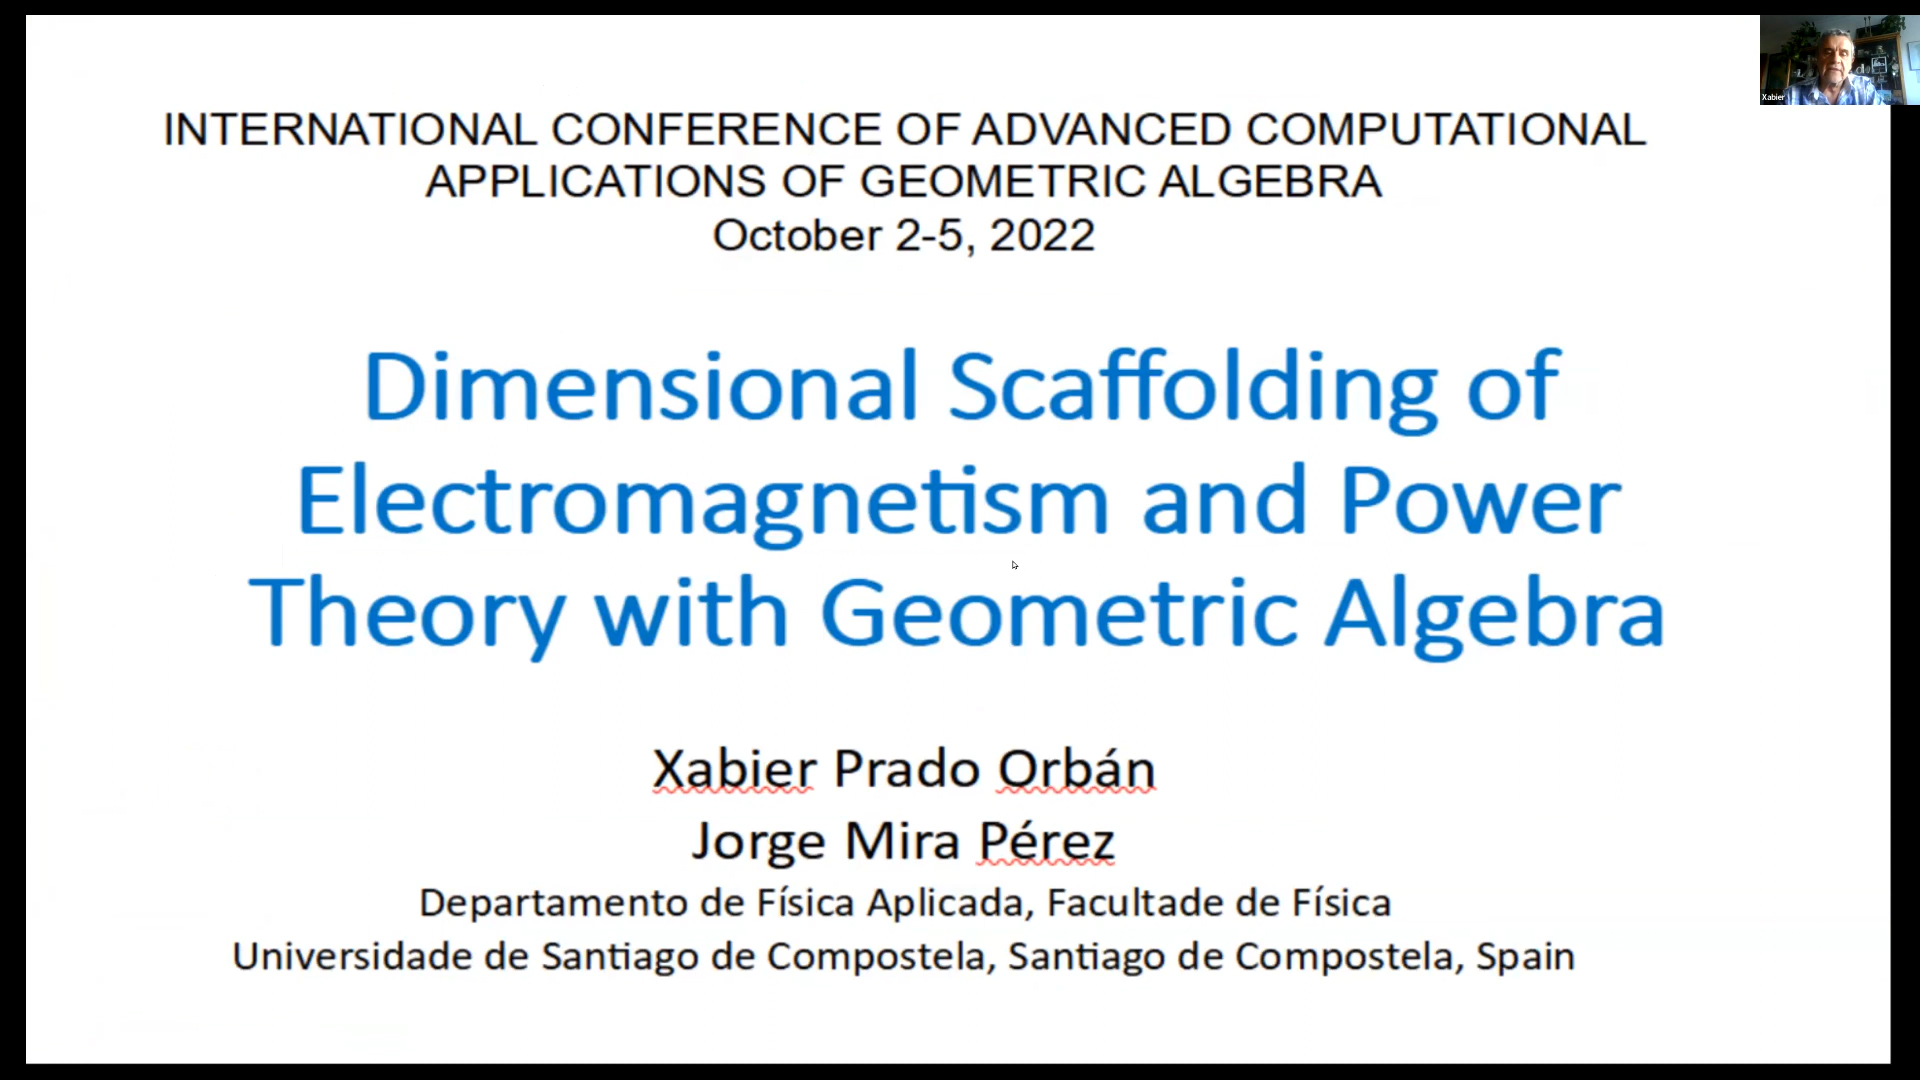 INTERNATIONAL CONFERENCE OF ADVANCED COMPUTATIONAL
APPLICATIONS OF GEOMETRIC ALGEBRA
October 2-5, 2022
Dimensional Scaffolding of
Electromagnetism and Power
Theory with Geometric Algebra
Xabier Prado Orbán
Jorge Mira Pérez
Departamento de Física Aplicada, Facultade de Física
Universidade de Santiago de Compostela, Santiago de Compostela, Spain
Xabier